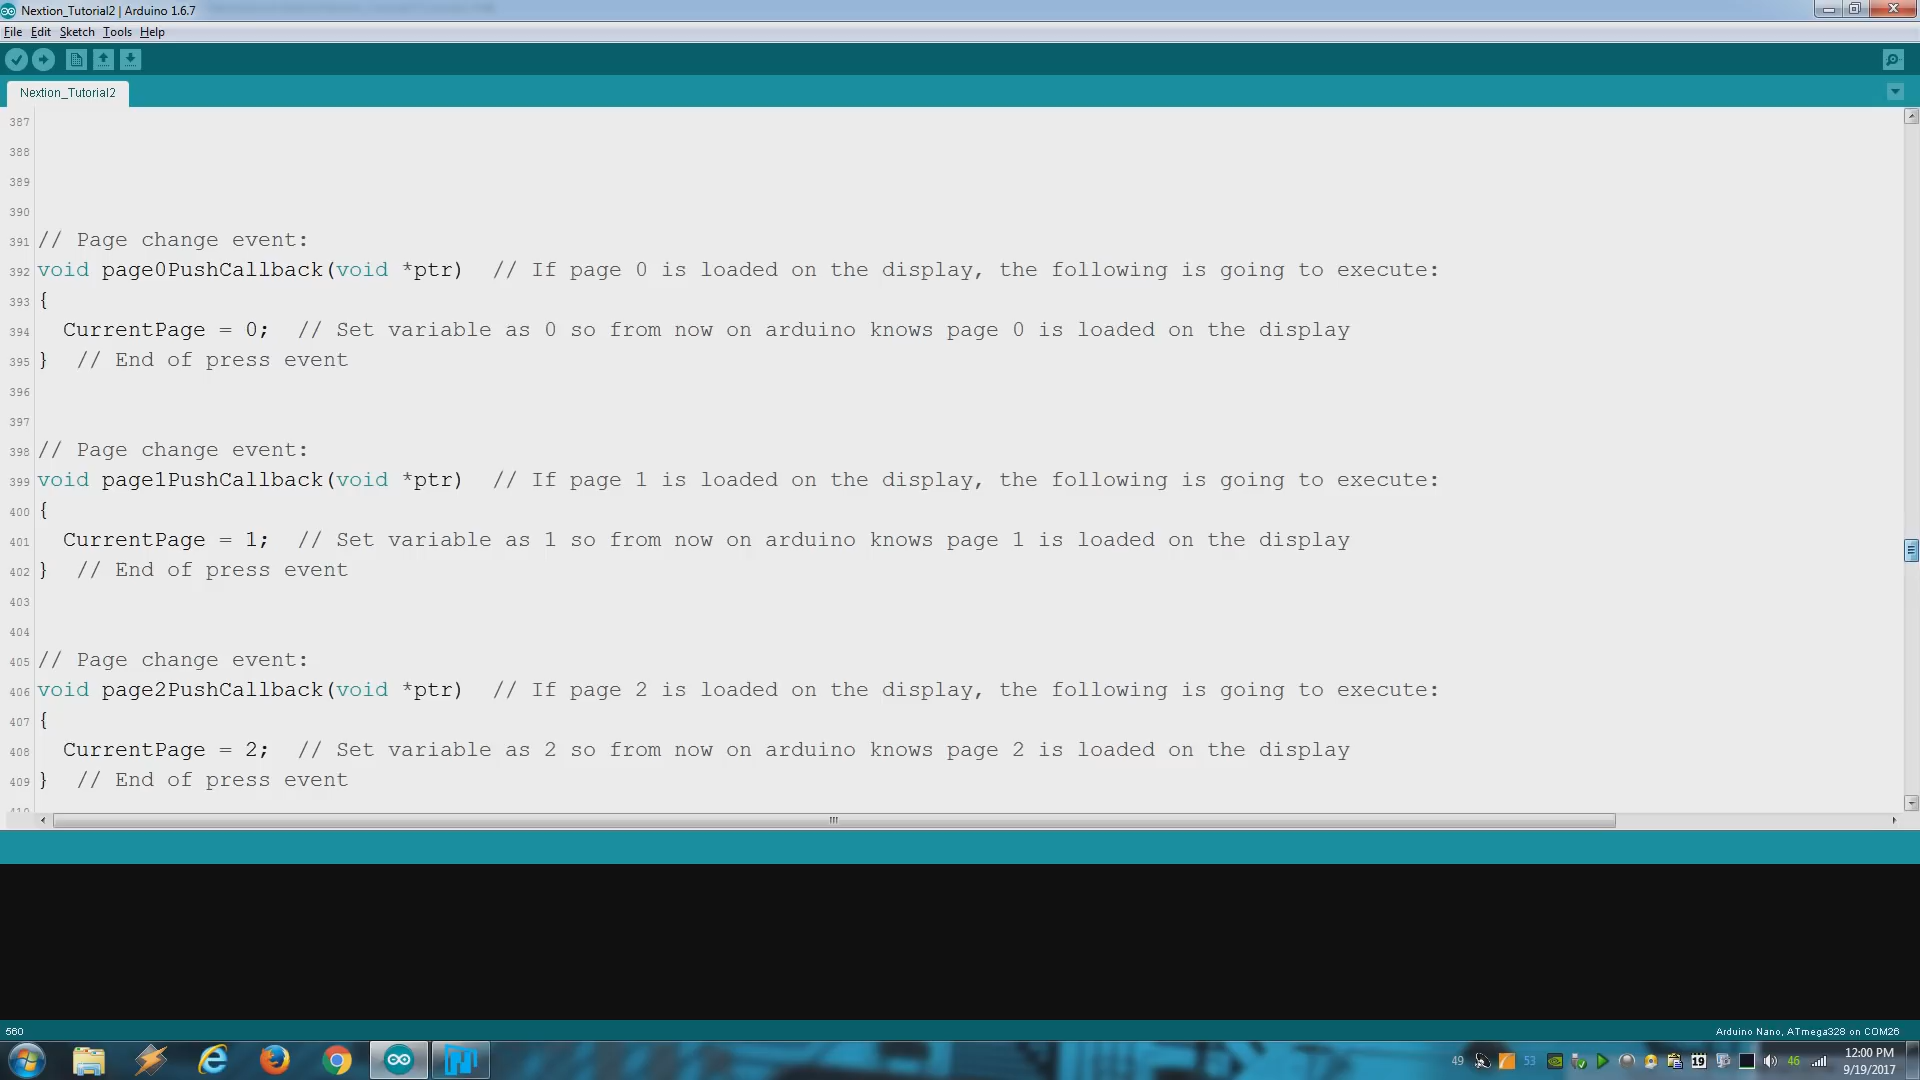 Nextion_Tutorial2 | Arduino 1.6.7
File Edit Sketch Tools Help
Nextion_Tutorial2
387
388
389
390
391 // Page change event:
392 void page0PushCallback(void *ptr)  // If page 0 is loaded on the display, the following is going to execute:
393 {
394   CurrentPage = 0;  // Set variable as 0 so from now on arduino knows page 0 is loaded on the display
395 }  // End of press event
396
397
398 // Page change event:
399 void page1PushCallback(void *ptr)  // If page 1 is loaded on the display, the following is going to execute:
400 {
401   CurrentPage = 1;  // Set variable as 1 so from now on arduino knows page 1 is loaded on the display
402 }  // End of press event
403
404
405 // Page change event:
406 void page2PushCallback(void *ptr)  // If page 2 is loaded on the display, the following is going to execute:
407 {
408   CurrentPage = 2;  // Set variable as 2 so from now on arduino knows page 2 is loaded on the display
409 }  // End of press event
410
560
Arduino Nano, ATmega328 on COM26
49 53 19 46
12:00 PM
9/19/2017